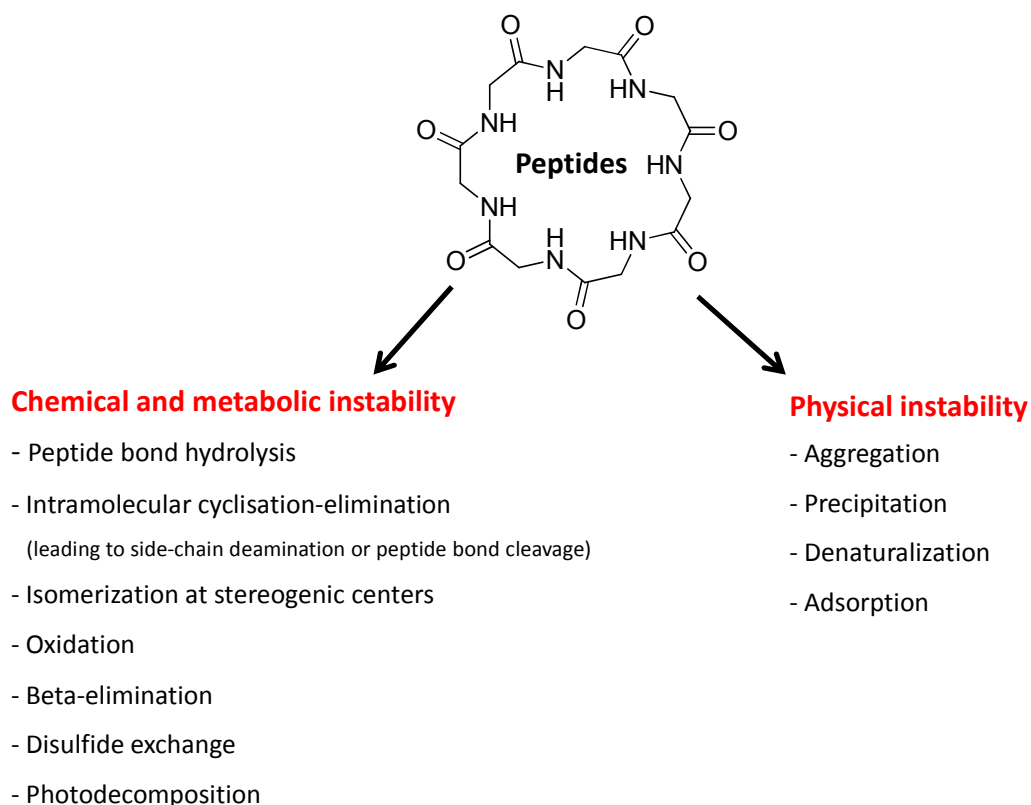 O
O
N
H
HN
O
NH
O
Peptides
HN
NH
H
N
HN
O
O
O
Chemical and metabolic instability
- Peptide bond hydrolysis
- Intramolecular cyclisation-elimination
(leading to side-chain deamination or peptide bond cleavage)
- Isomerization at stereogenic centers
- Oxidation
- Beta-elimination
- Disulfide exchange
- Photodecomposition
Physical instability
- Aggregation
- Precipitation
- Denaturalization
- Adsorption